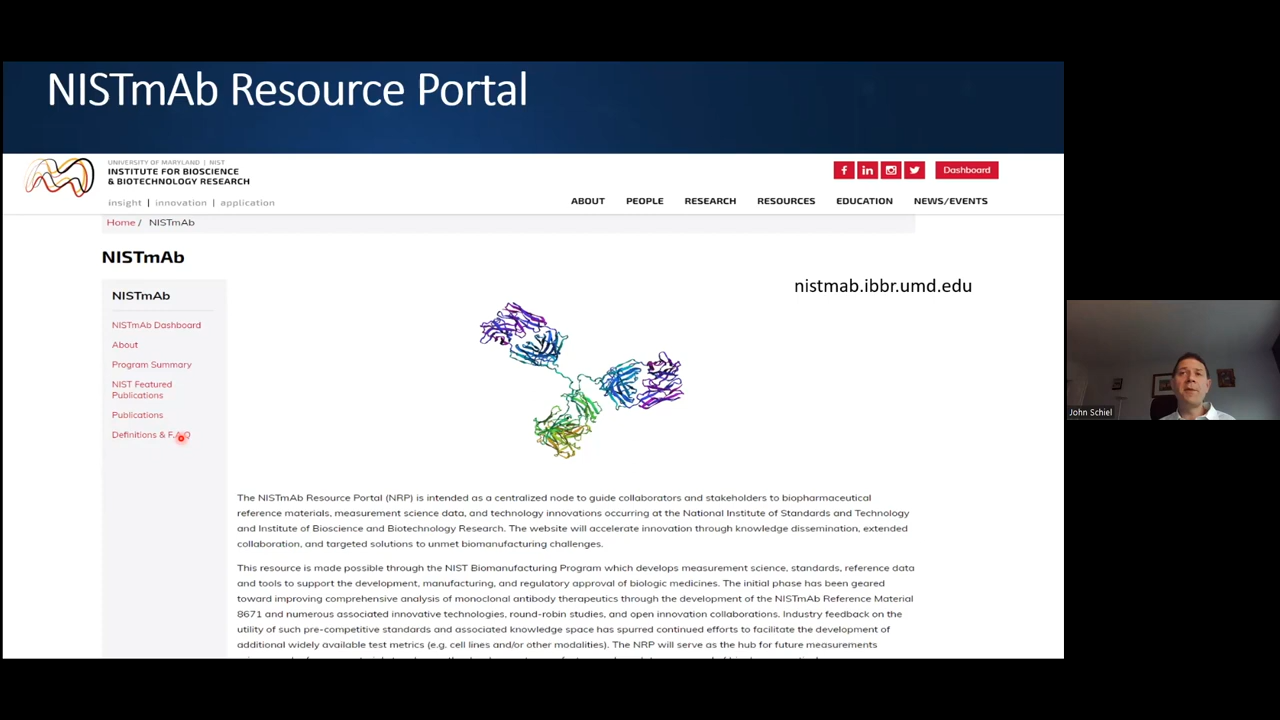 NISTmAb Resource Portal
UNIVERSITY OF MARYLAND | NIST
INSTITUTE FOR BIOSCIENCE
& BIOTECHNOLOGY RESEARCH
insight | innovation | application
Dashboard
ABOUT PEOPLE RESEARCH RESOURCES EDUCATION NEWS/EVENTS
Home / NISTmAb
NISTmAb
nistmab.ibbr.umd.edu
NISTmAb
NISTmAb Dashboard
About
Program Summary
NIST Featured
Publications
Publications
Definitions & F.A.Q
John Schiel
The NISTmAb Resource Portal (NRP) is intended as a centralized node to guide collaborators and stakeholders to biopharmaceutical
reference materials, measurement science data, and technology innovations occurring at the National Institute of Standards and Technology
and Institute of Bioscience and Biotechnology Research. The website will accelerate innovation through knowledge dissemination, extended
collaboration, and targeted solutions to unmet biomanufacturing challenges.
This resource is made possible through the NIST Biomanufacturing Program which develops measurement science, standards, reference data
and tools to support the development, manufacturing, and regulatory approval of biologic medicines. The initial phase has been geared
toward improving comprehensive analysis of monoclonal antibody therapeutics through the development of the NISTmAb Reference Material
8671 and numerous associated innovative technologies, round-robin studies, and open innovation collaborations. Industry feedback on the
utility of such pre-competitive standards and associated knowledge space has spurred continued efforts to facilitate the development of
additional widely available test metrics (e.g. cell lines and/or other modalities). The NRP will serve as the hub for future measurements